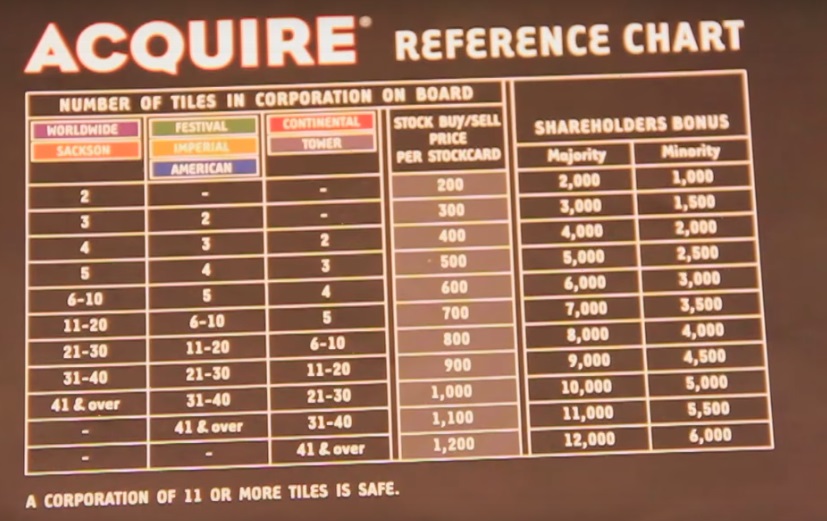 ACQUIRE® REFERENCE CHART
NUMBER OF TILES IN CORPORATION ON BOARD
WORLDWIDE FESTIVAL CONTINENTAL STOCK BUY/SELL PRICE PER STOCKCARD SHAREHOLDERS BONUS
SACKSON IMPERIAL TOWER Majority Minority
AMERICAN
2 - - 200 2,000 1,000
3 2 - 300 3,000 1,500
4 3 2 400 4,000 2,000
5 4 3 500 5,000 2,500
6-10 5 4 600 6,000 3,000
11-20 6-10 5 700 7,000 3,500
21-30 11-20 6-10 800 8,000 4,000
31-40 21-30 11-20 900 9,000 4,500
41 & over 31-40 21-30 1,000 10,000 5,000
- 41 & over 31-40 1,100 11,000 5,500
- - 41 & over 1,200 12,000 6,000
A CORPORATION OF 11 OR MORE TILES IS SAFE.